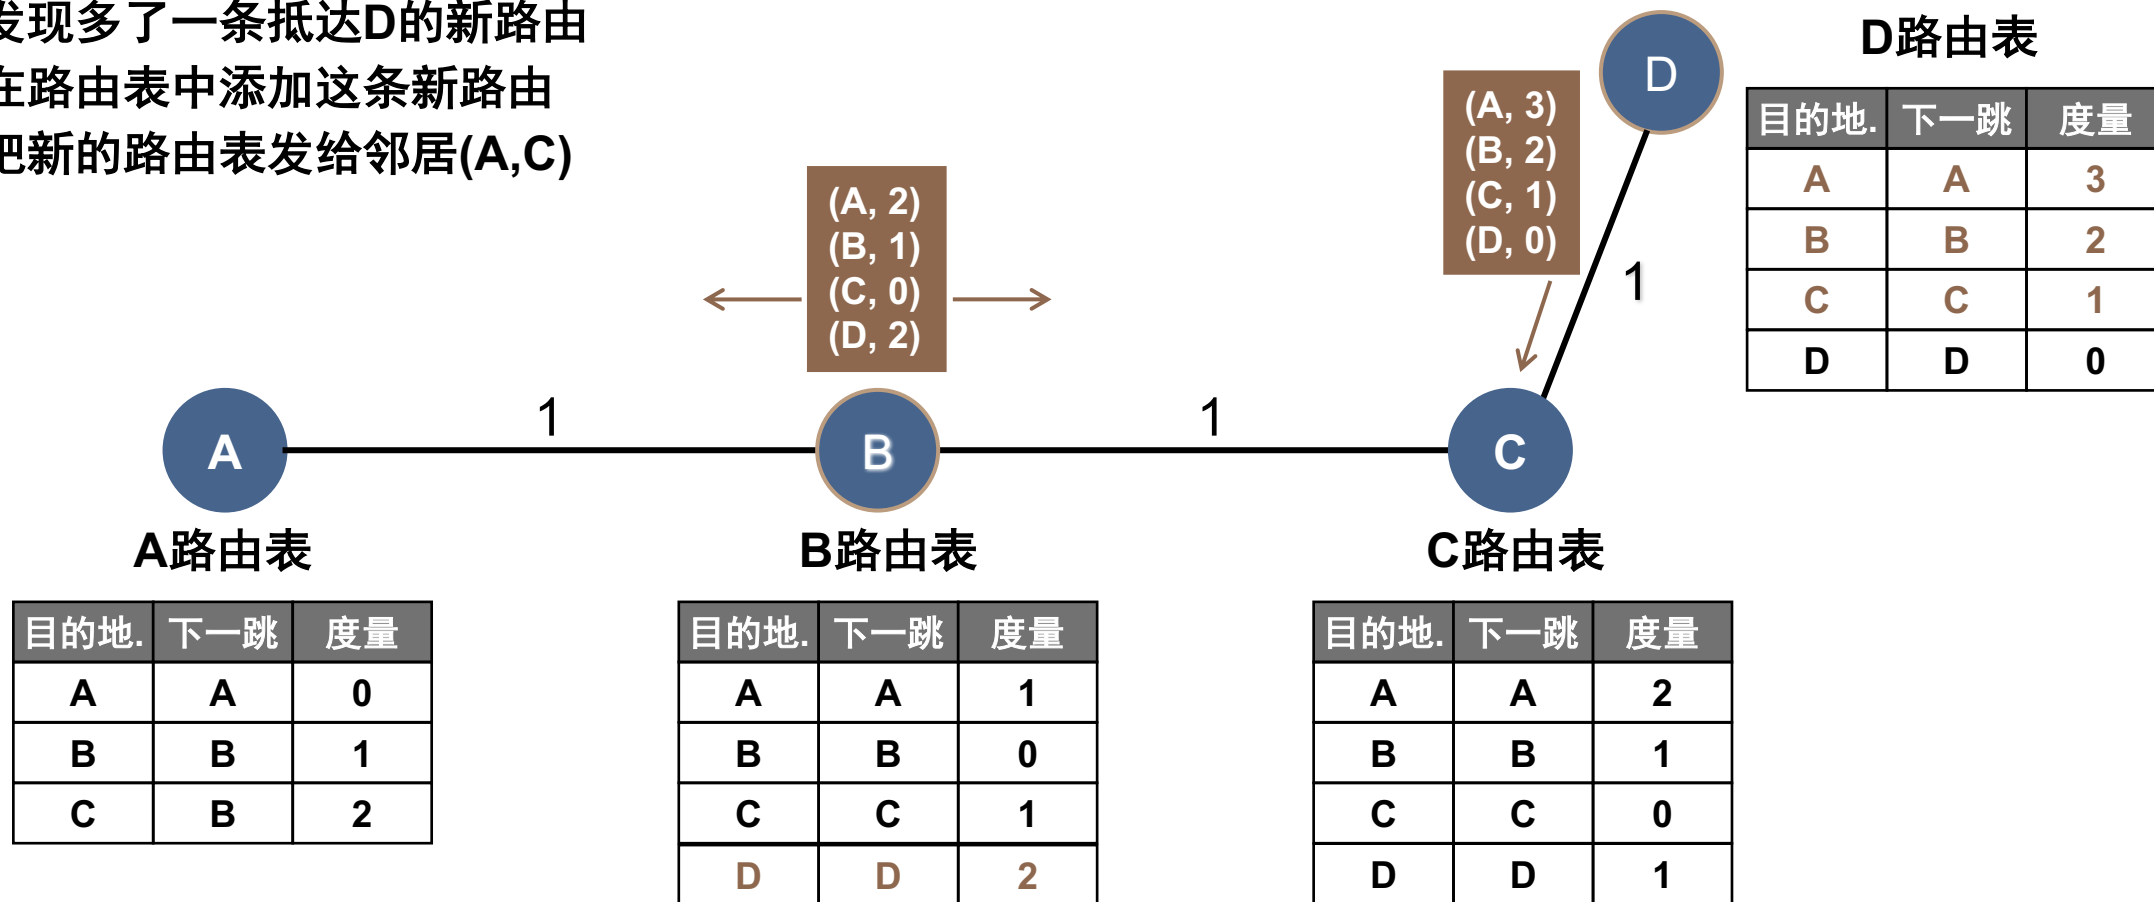 发现多了一条抵达D的新路由
在路由表中添加这条新路由
把新的路由表发给邻居(A,C)
D
D路由表
目的地. 下一跳 度量
A A 3
B B 2
C C 1
D D 0
(A, 3)
(B, 2)
(C, 1)
(D, 0)
1
(A, 2)
(B, 1)
(C, 0)
(D, 2)
A
1
B
1
C
A路由表
目的地. 下一跳 度量
A A 0
B B 1
C B 2
B路由表
目的地. 下一跳 度量
A A 1
B B 0
C C 1
D D 2
C路由表
目的地. 下一跳 度量
A A 2
B B 1
C C 0
D D 1